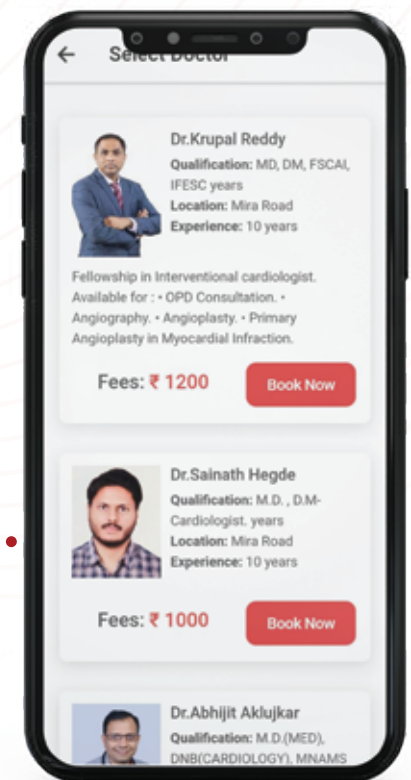 Select Doctor
Dr.Krupal Reddy
Qualification: MD, DM, FSCAI,
IFESC years
Location: Mira Road
Experience: 10 years
Fellowship in Interventional cardiologist.
Available for : • OPD Consultation. •
Angiography. • Angioplasty. • Primary
Angioplasty in Myocardial Infraction.
Fees: ₹ 1200
Book Now
Dr.Sainath Hegde
Qualification: M.D. , D.M-
Cardiologist. years
Location: Mira Road
Experience: 10 years
Fees: ₹ 1000
Book Now
Dr.Abhijit Aklujkar
Qualification: M.D.(MED),
DNB(CARDIOLOGY), MNAMS